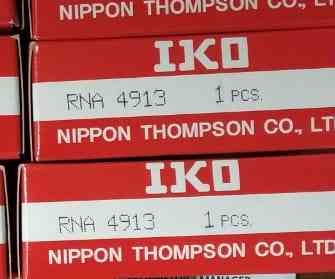 NIPPON THOMPSON CO., LT
IKO
RNA 4913 1 PCS.
NIPPON THOMPSON CO., LTD
IKO
RNA 4913 1 PCS.
NIPPON THOMPSON CO., LTD
MANAGER